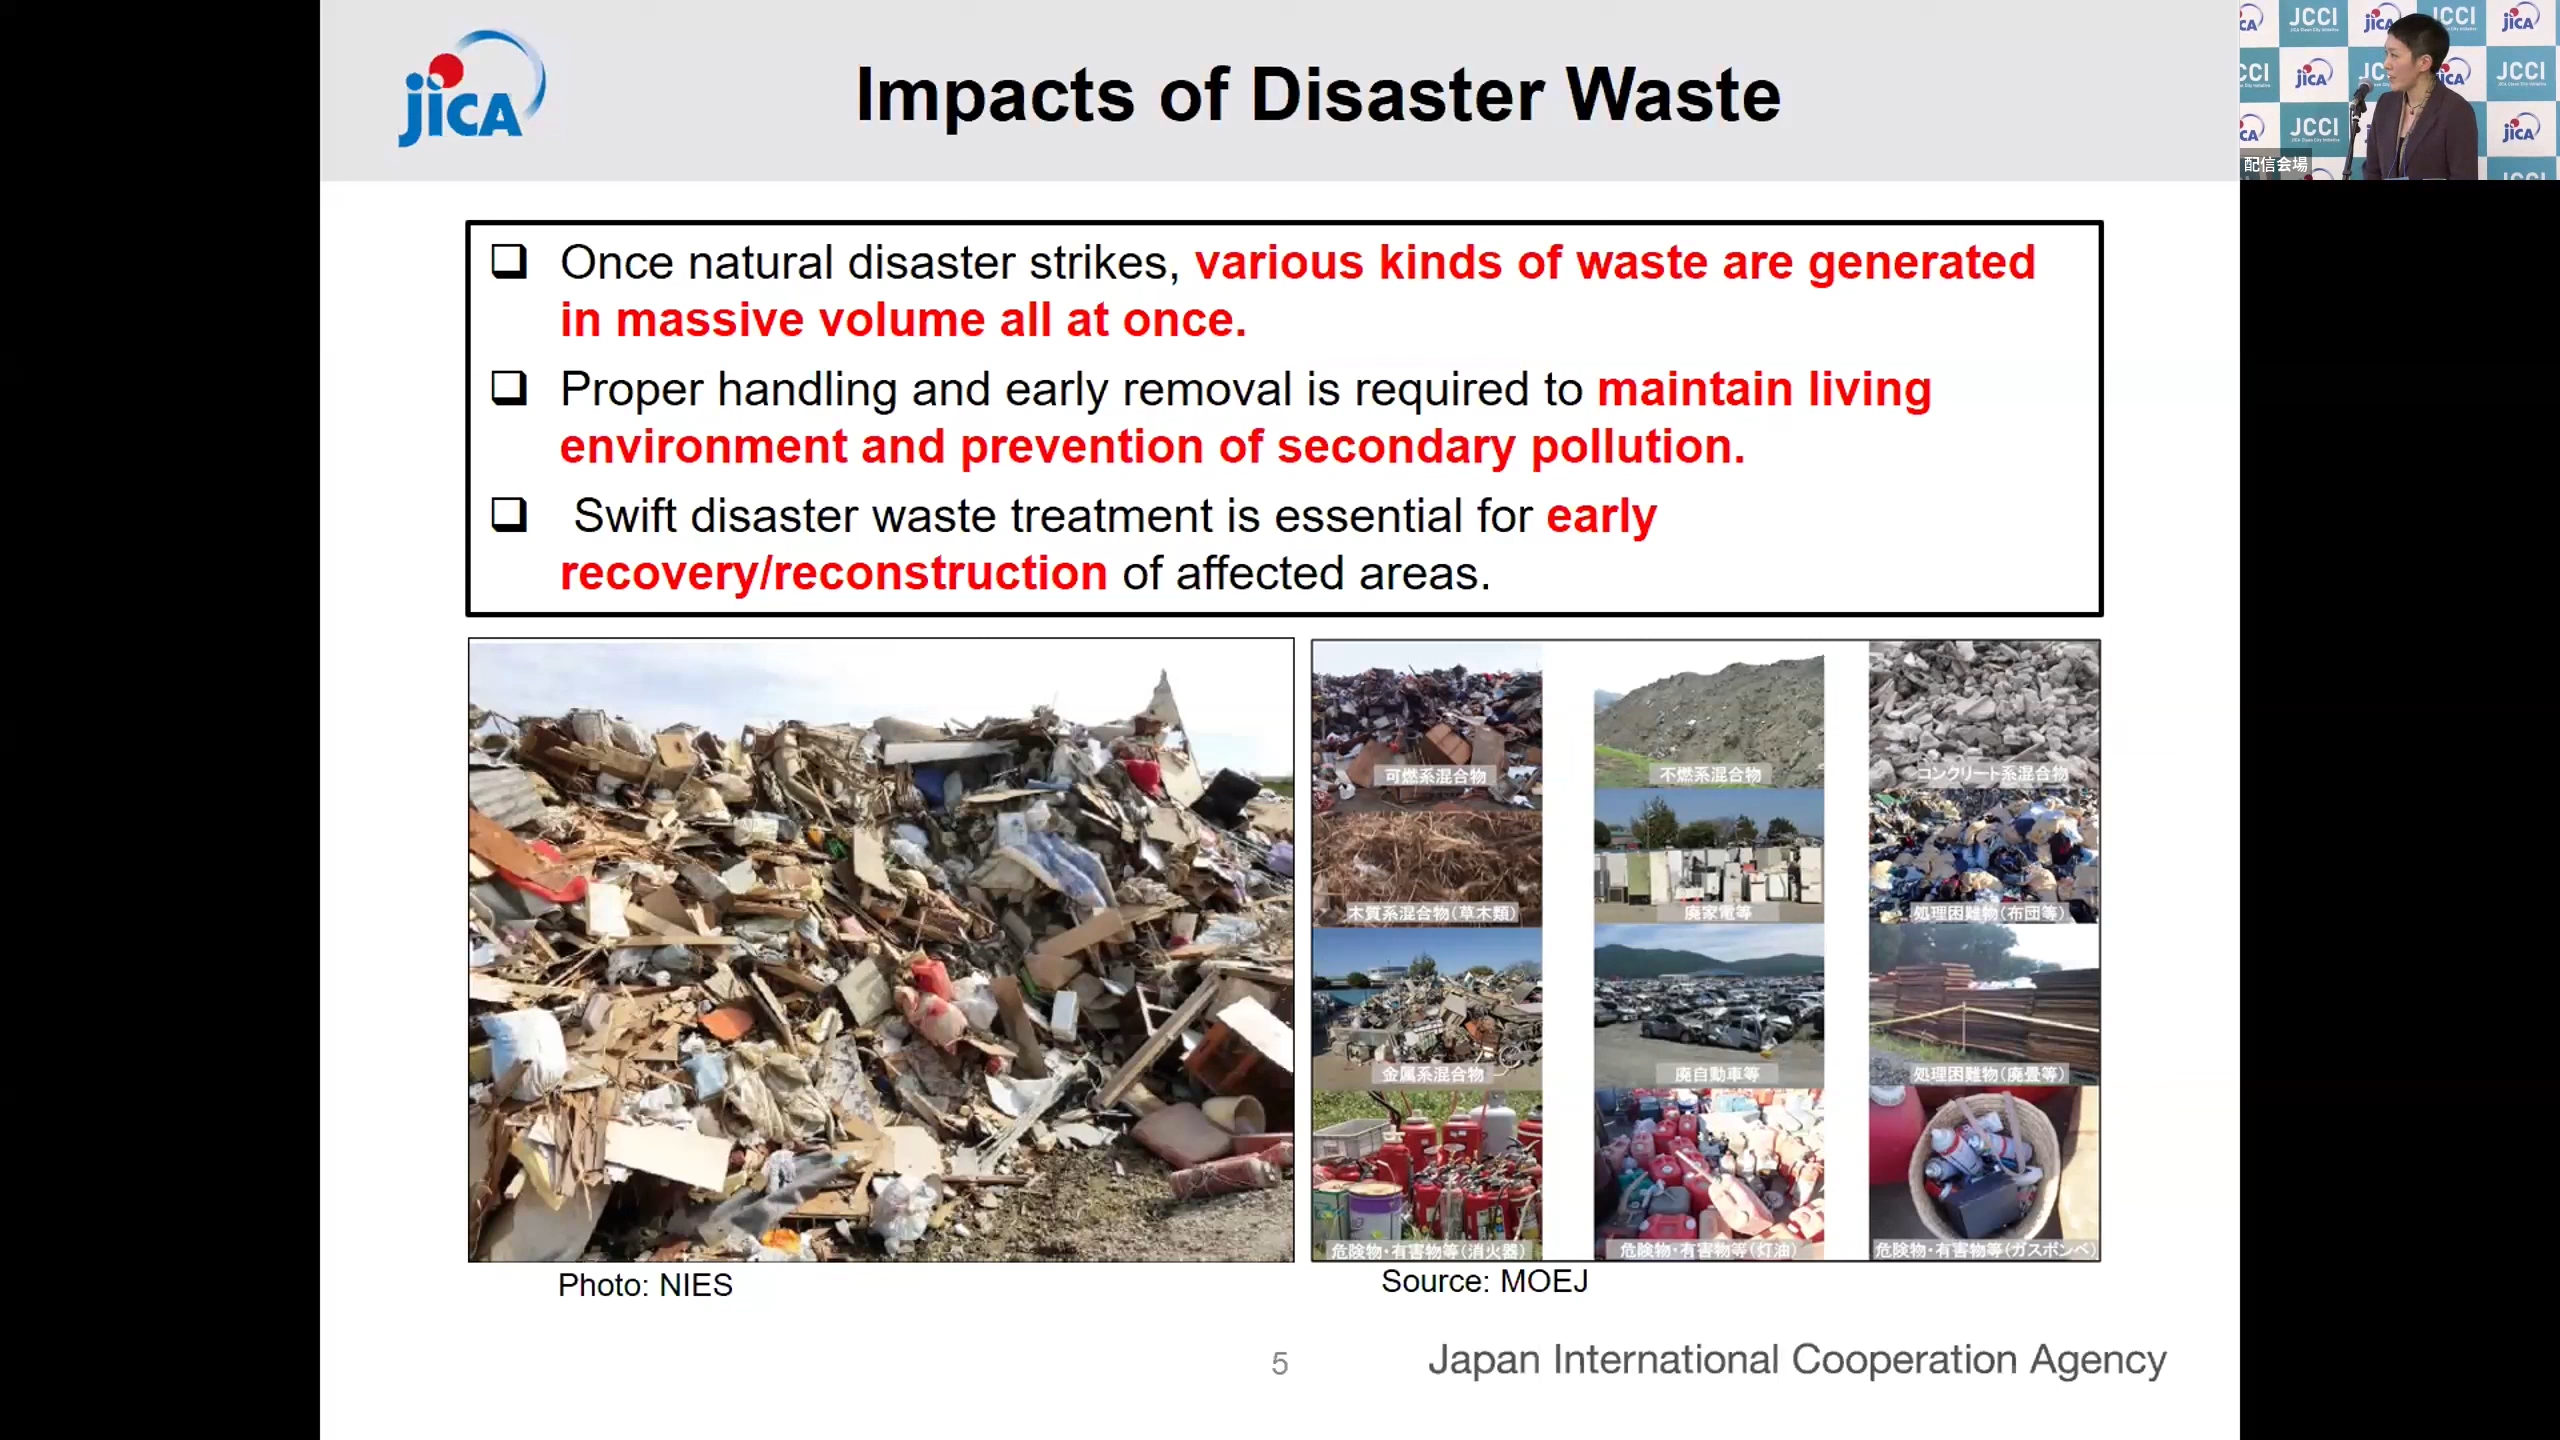 jica
Impacts of Disaster Waste
Once natural disaster strikes, various kinds of waste are generated
in massive volume all at once.
Proper handling and early removal is required to maintain living
environment and prevention of secondary pollution.
Swift disaster waste treatment is essential for early
recovery/reconstruction of affected areas.
可燃系混合物
不燃系混合物
コンクリート系混合物
木質系混合物(草木類)
廃家電等
処理困難物(布団等)
金属系混合物
廃自動車等
処理困難物(廃畳等)
危険物・有害物等(消火器)
危険物・有害物等(灯油)
危険物・有害物等(ガスボンベ)
Photo: NIES
Source: MOEJ
5
Japan International Cooperation Agency
JCCI
jica
JCCI
jica
jica
JCCI
JCCI
jica
配信会場